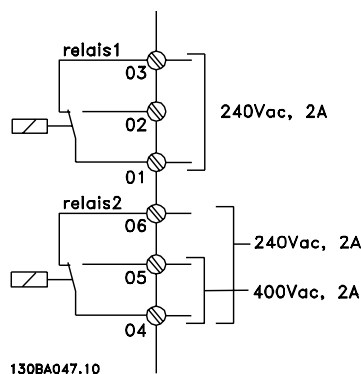 relais1
03
02
240Vac, 2A
01
relais2
06
240Vac, 2A
05
400Vac, 2A
04
130BA047.10